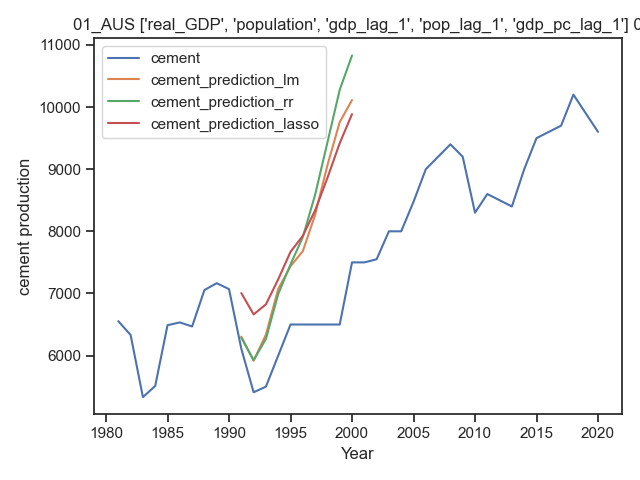 01_AUS ['real_GDP', 'population', 'gdp_lag_1', 'pop_lag_1', 'gdp_pc_lag_1'] 0
11000
10000
9000
8000
7000
6000
cement production
cement
cement_prediction_lm
cement_prediction_rr
cement_prediction_lasso
1980
1985
1990
1995
2000
2005
2010
2015
2020
Year